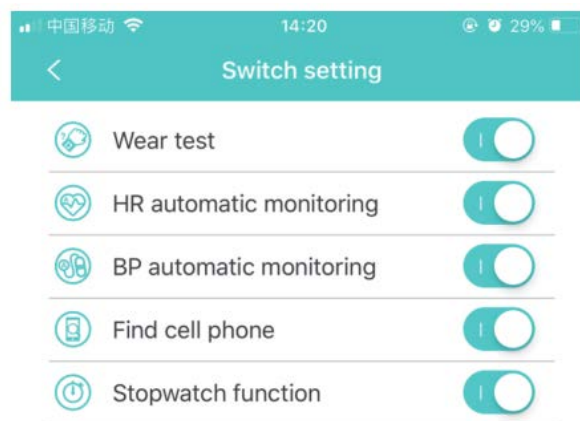 中国移动 14:20 29%
Switch setting
Wear test
HR automatic monitoring
BP automatic monitoring
Find cell phone
Stopwatch function